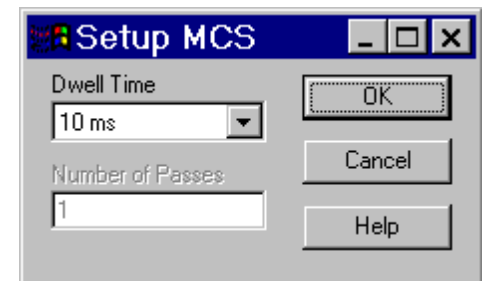 Setup MCS
Dwell Time
10 ms
OK
Number of Passes
1
Cancel
Help